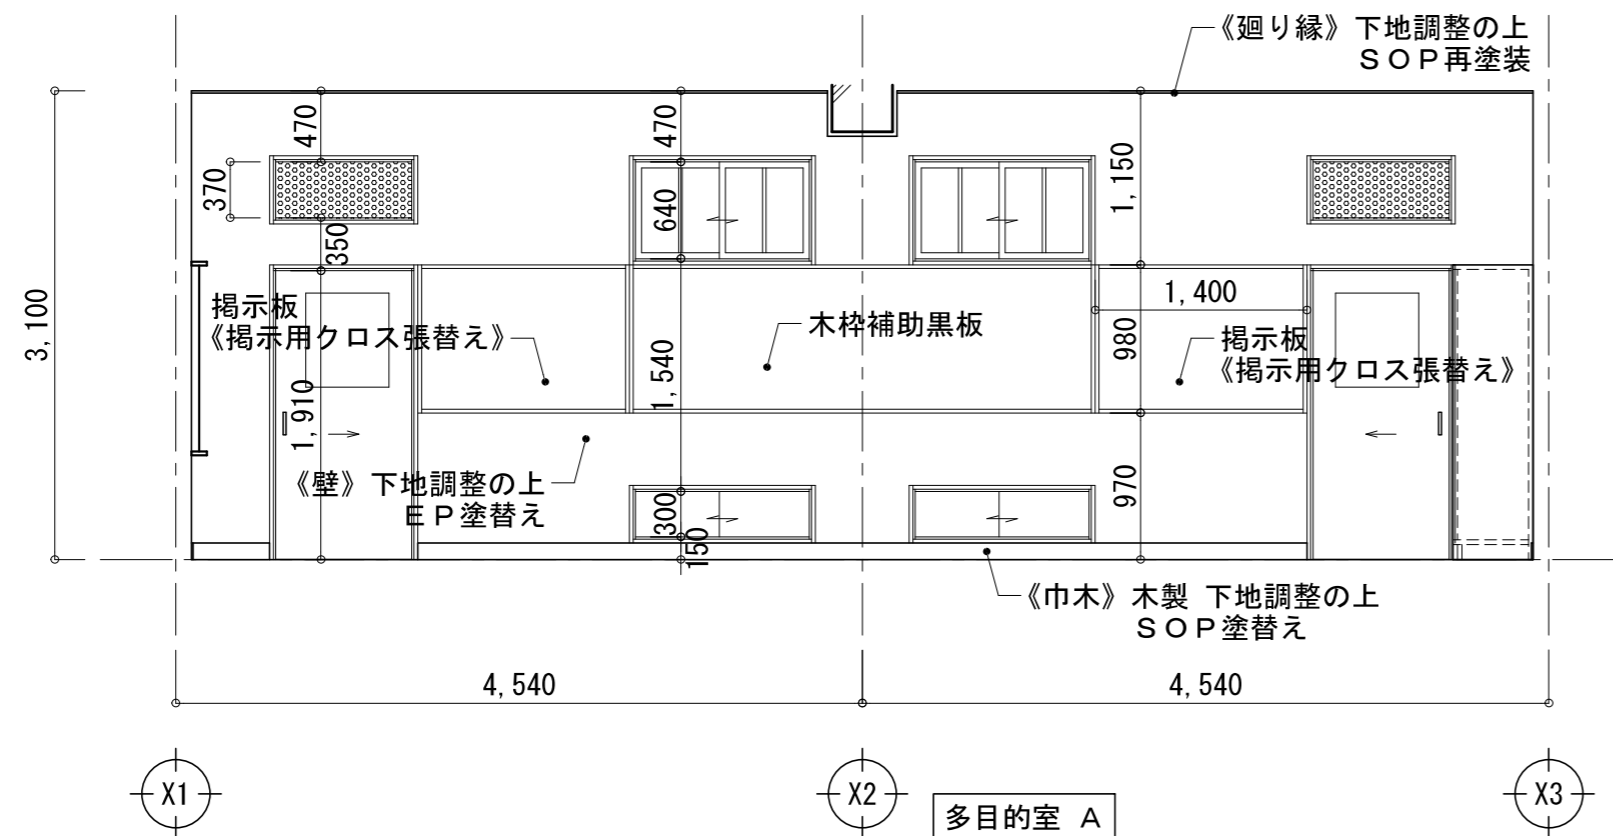 《廻り縁》下地調整の上
ＳＯＰ再塗装
470
470
370
640
1,150
350
3,100
1,400
掲示板
《掲示用クロス張替え》
木枠補助黒板
980
掲示板
《掲示用クロス張替え》
1,540
1,910
《壁》下地調整の上
ＥＰ塗替え
300
150
970
《巾木》木製 下地調整の上
ＳＯＰ塗替え
4,540
4,540
X1
X2
X3
多目的室 A